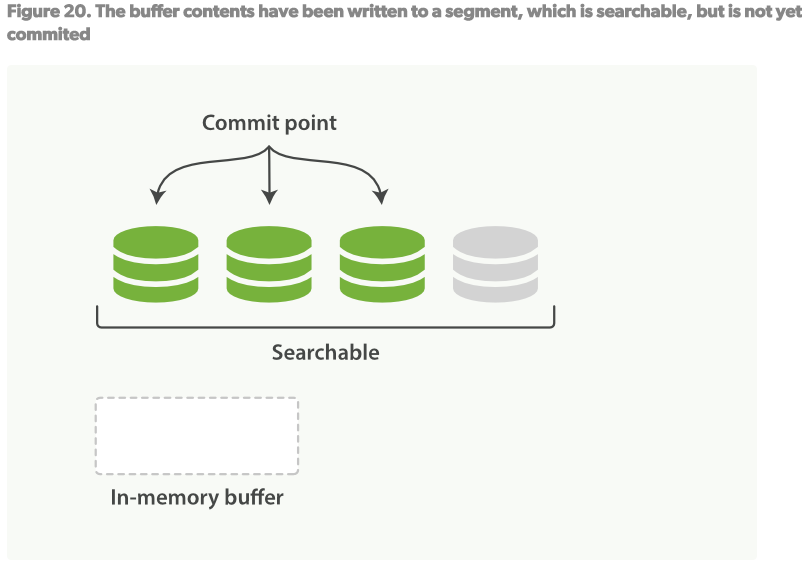 Figure 20. The buffer contents have been written to a segment, which is searchable, but is not yet
commited
Commit point
Searchable
In-memory buffer